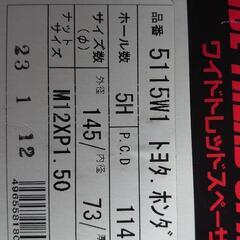 ワイドトレッドスペーサ
品番 5115W1 トヨタ.ホンダ
ホール数 5H P.C.D 114
サイズ数(φ) 外径 145/ 内径 73/
ナットサイズ M12XP1.50
23 1 12